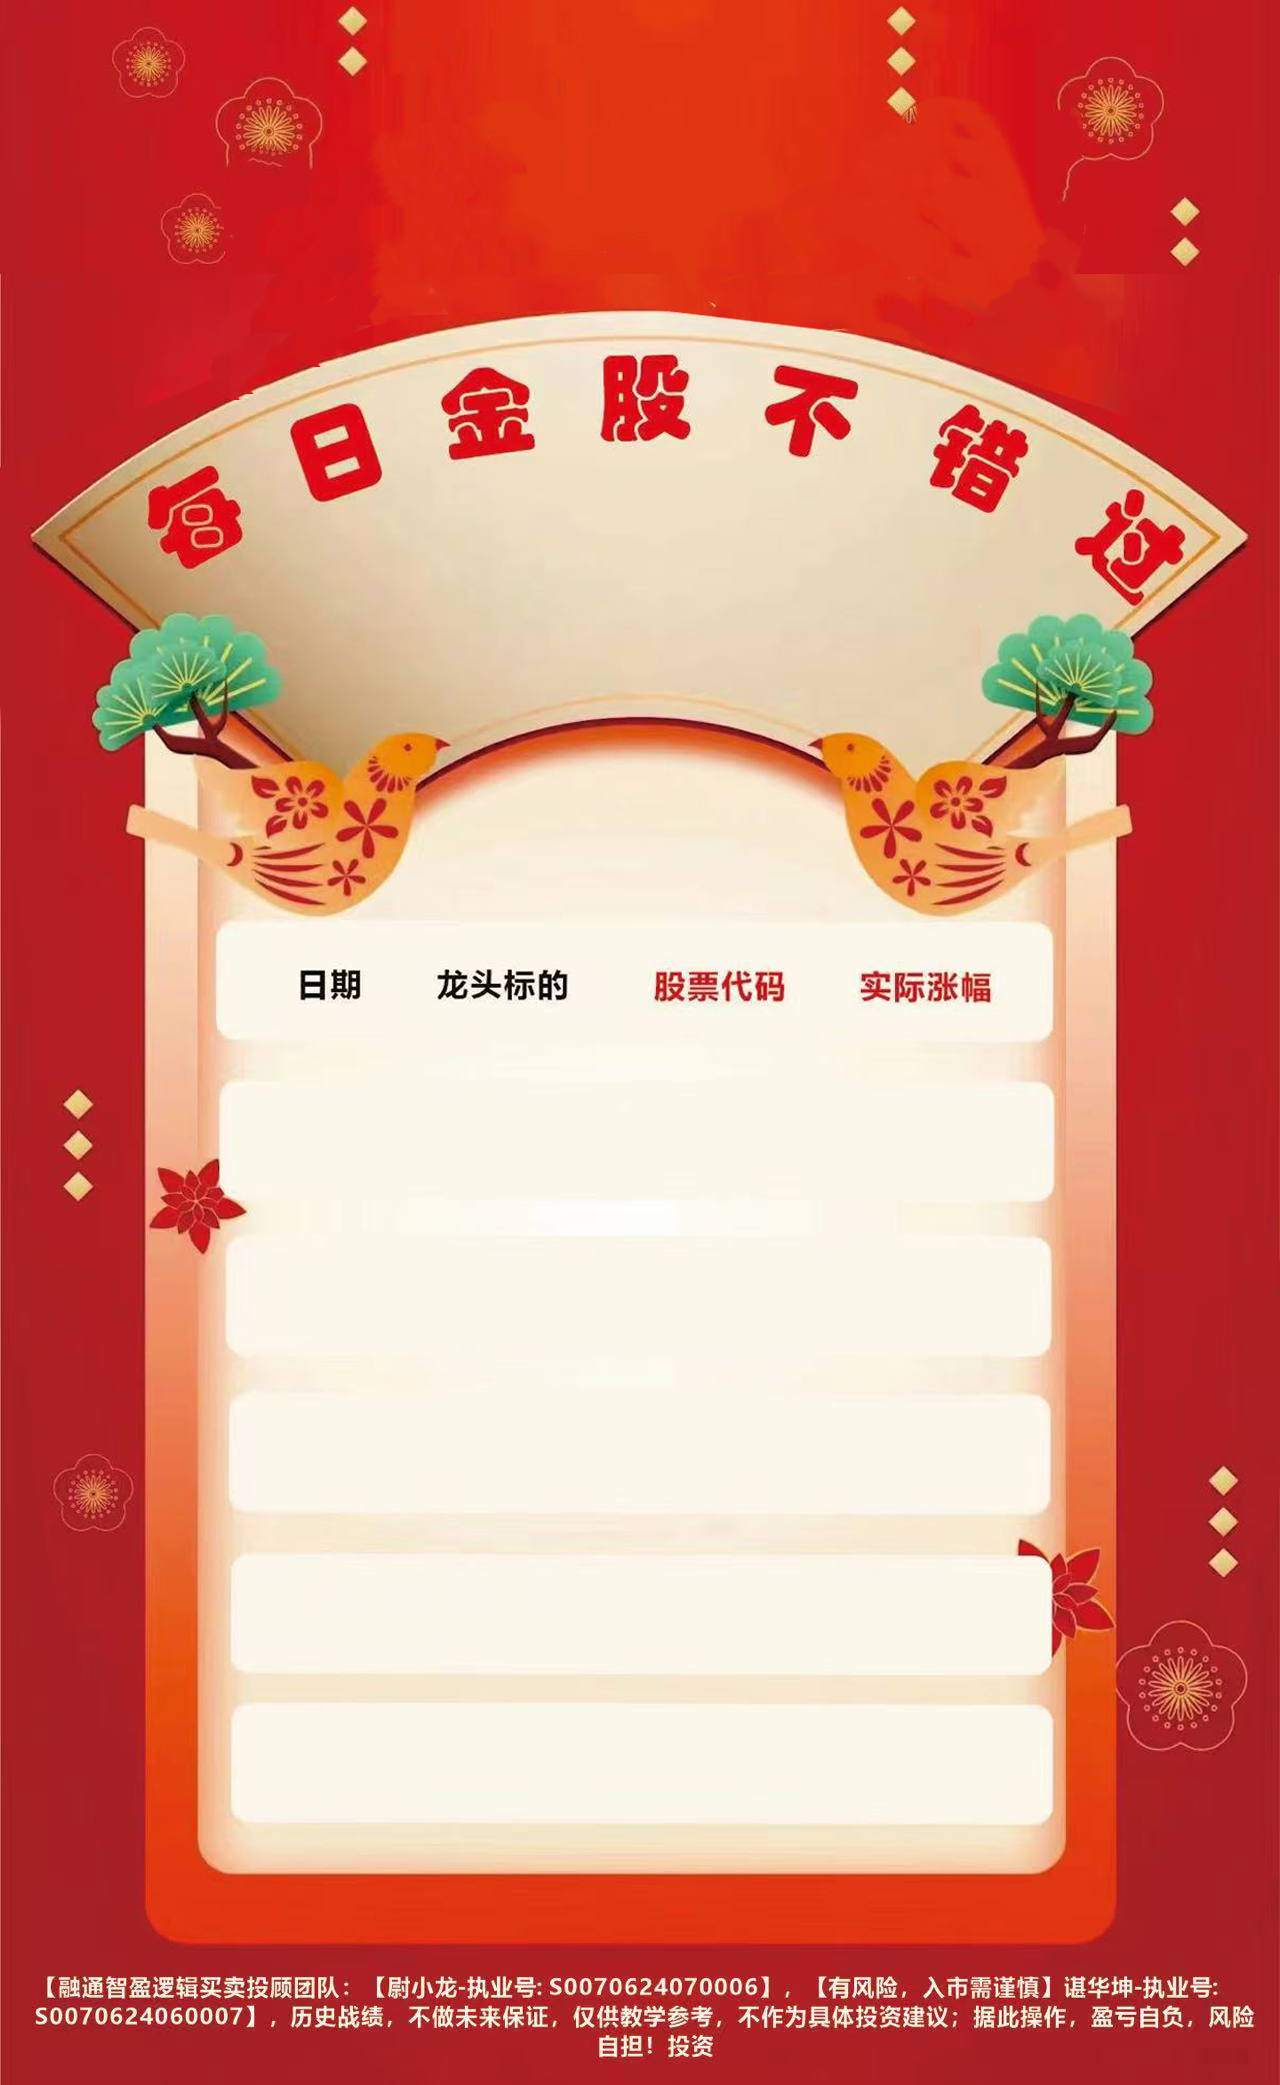 每日金股不错过
日期 龙头标的 股票代码 实际涨幅
【融通智盈逻辑买卖投顾团队：【尉小龙-执业号: S0070624070006】，【有风险，入市需谨慎】谌华坤-执业号:
S0070624060007】，历史战绩，不做未来保证，仅供教学参考，不作为具体投资建议；据此操作，盈亏自负，风险
自担！投资